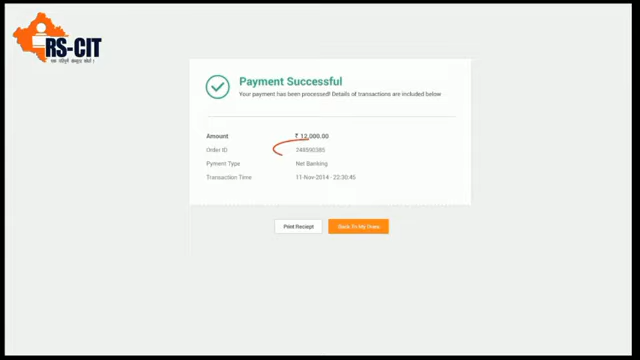 RS-CIT
Payment Successful
Your payment has been processed! Details of transactions are included below
Amount ₹ 12,000.00
Order ID 248590385
Pyment Type Net Banking
Transaction Time 11-Nov-2014 - 22:30:45
Print Reciept
Back To My Dues